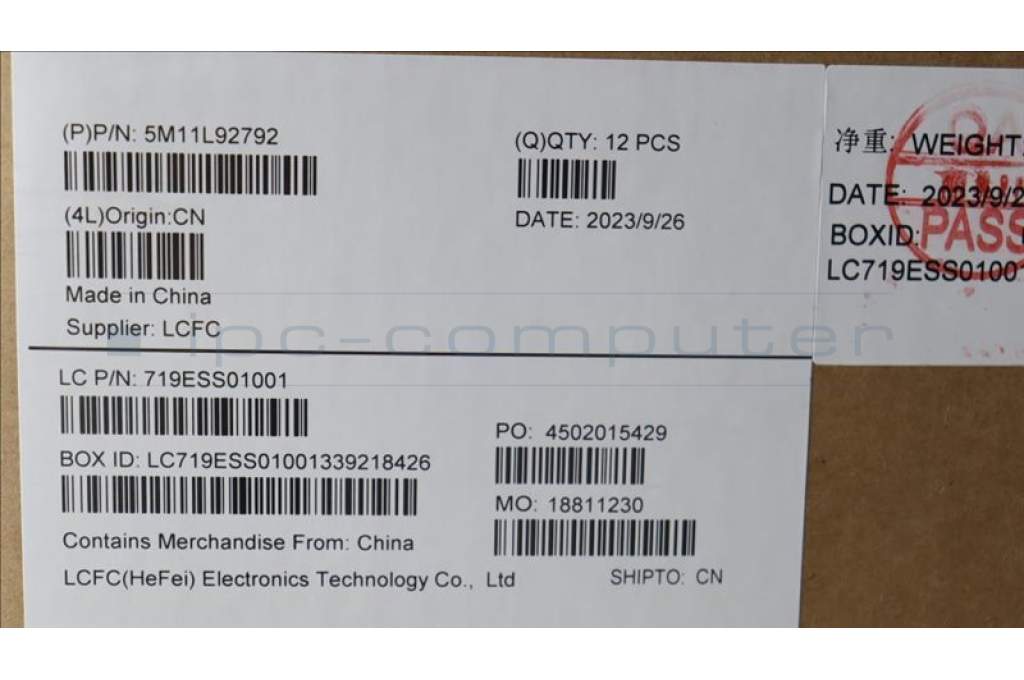 (P)P/N: 5M11L92792
(Q)QTY: 12 PCS
(4L)Origin:CN
DATE: 2023/9/26
Made in China
Supplier: LCFC
ipc-computer
LC P/N: 719ESS01001
PO: 4502015429
BOX ID: LC719ESS01001339218426
MO: 18811230
Contains Merchandise From: China
LCFC(HeFei) Electronics Technology Co., Ltd
SHIPTO: CN
净重: WEIGHT:
DATE: 2023/9/2
BOXID:
LC719ESS01001
PASS